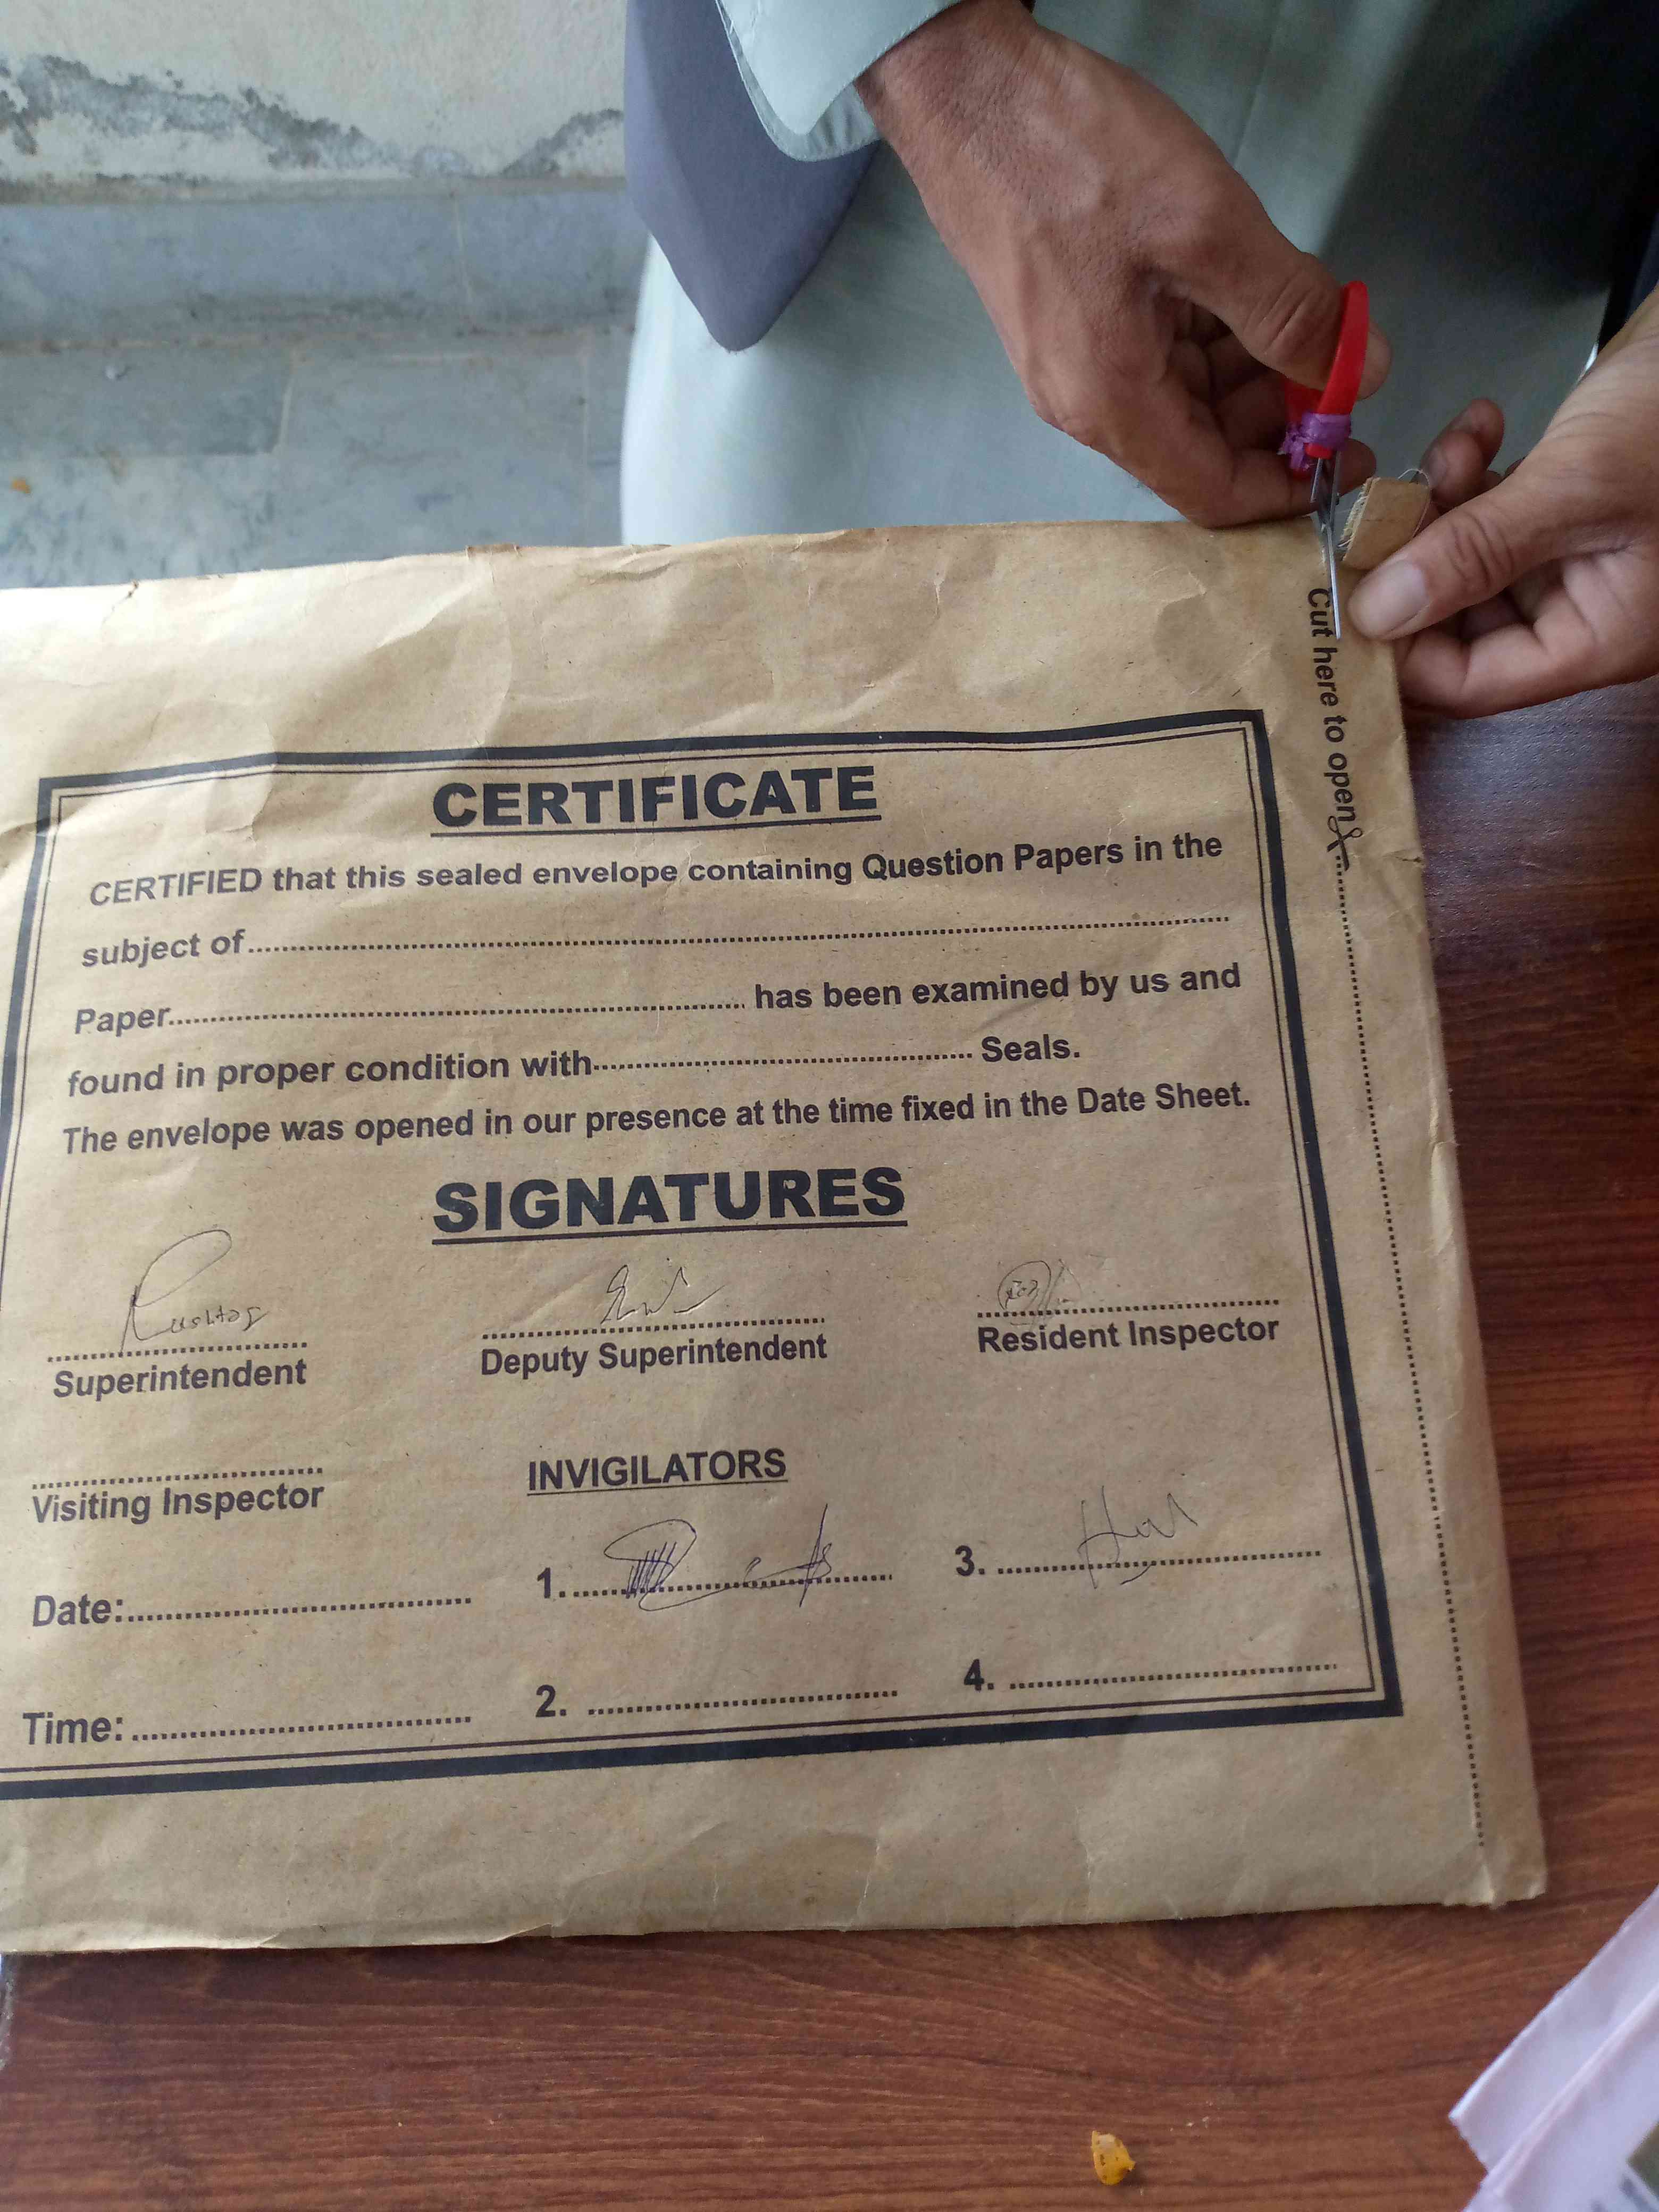 Cut here to open
CERTIFICATE
CERTIFIED that this sealed envelope containing Question Papers in the
subject of
Paper has been examined by us and
found in proper condition with Seals.
The envelope was opened in our presence at the time fixed in the Date Sheet.
SIGNATURES
Superintendent Deputy Superintendent Resident Inspector
Visiting Inspector INVIGILATORS
Date: 1. 3.
Time: 2. 4.